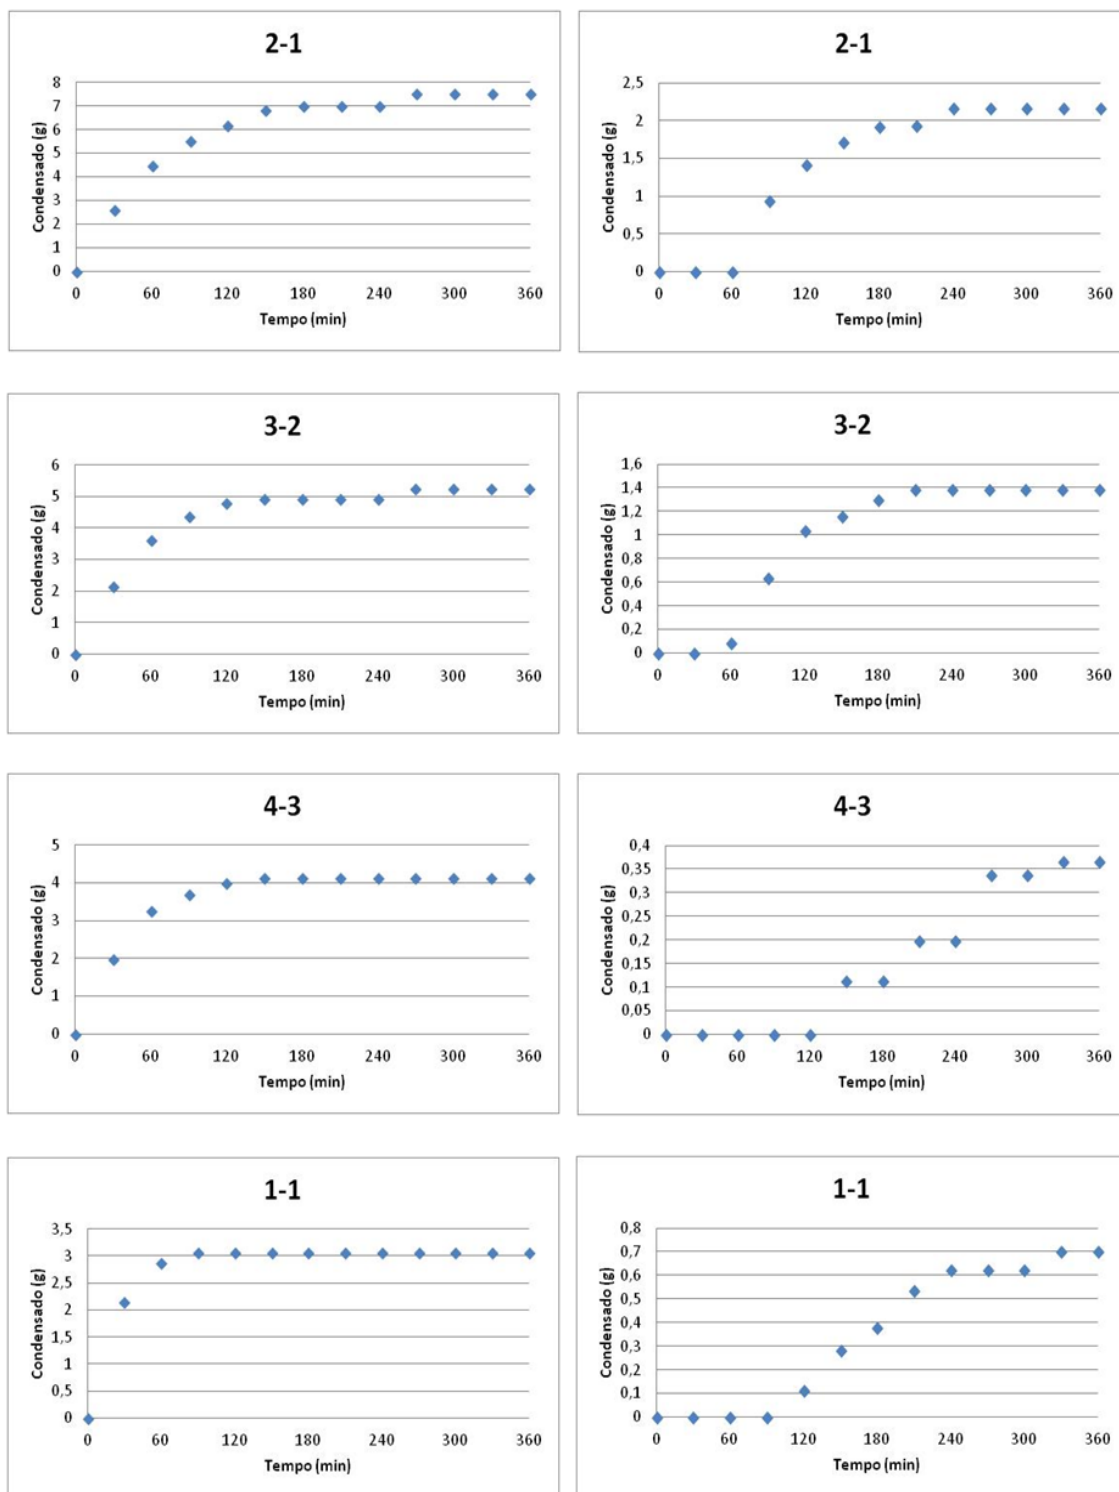 2-1
Condensado (g)
8
7
6
5
4
3
2
1
0
0 60 120 180 240 300 360
Tempo (min)
2-1
Condensado (g)
2,5
2
1,5
1
0,5
0
0 60 120 180 240 300 360
Tempo (min)
3-2
Condensado (g)
6
5
4
3
2
1
0
0 60 120 180 240 300 360
Tempo (min)
3-2
Condensado (g)
1,6
1,4
1,2
1
0,8
0,6
0,4
0,2
0
0 60 120 180 240 300 360
Tempo (min)
4-3
Condensado (g)
5
4
3
2
1
0
0 60 120 180 240 300 360
Tempo (min)
4-3
Condensado (g)
0,4
0,35
0,3
0,25
0,2
0,15
0,1
0,05
0
0 60 120 180 240 300 360
Tempo (min)
1-1
Condensado (g)
3,5
3
2,5
2
1,5
1
0,5
0
0 60 120 180 240 300 360
Tempo (min)
1-1
Condensado (g)
0,8
0,7
0,6
0,5
0,4
0,3
0,2
0,1
0
0 60 120 180 240 300 360
Tempo (min)